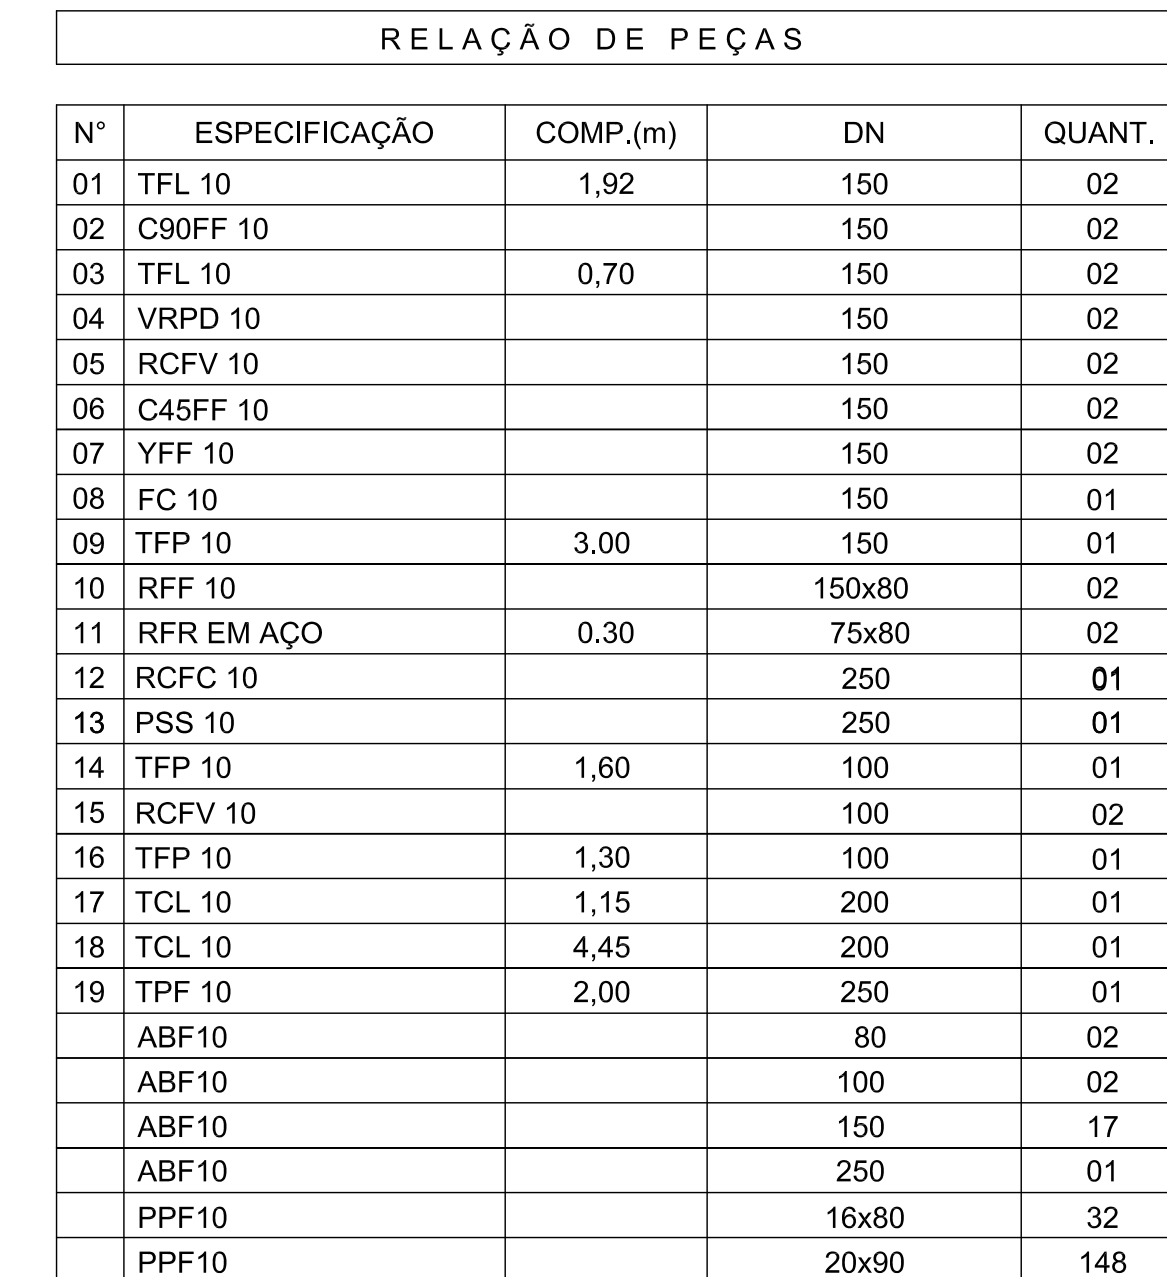 RELAÇÃO DE PEÇAS
N° ESPECIFICAÇÃO COMP.(m) DN QUANT.
01 TFL 10 1,92 150 02
02 C90FF 10 150 02
03 TFL 10 0,70 150 02
04 VRPD 10 150 02
05 RCFV 10 150 02
06 C45FF 10 150 02
07 YFF 10 150 02
08 FC 10 150 01
09 TFP 10 3.00 150 01
10 RFF 10 150x80 02
11 RFR EM AÇO 0.30 75x80 02
12 RCFC 10 250 01
13 PSS 10 250 01
14 TFP 10 1,60 100 01
15 RCFV 10 100 02
16 TFP 10 1,30 100 01
17 TCL 10 1,15 200 01
18 TCL 10 4,45 200 01
19 TPF 10 2,00 250 01
ABF10 80 02
ABF10 100 02
ABF10 150 17
ABF10 250 01
PPF10 16x80 32
PPF10 20x90 148